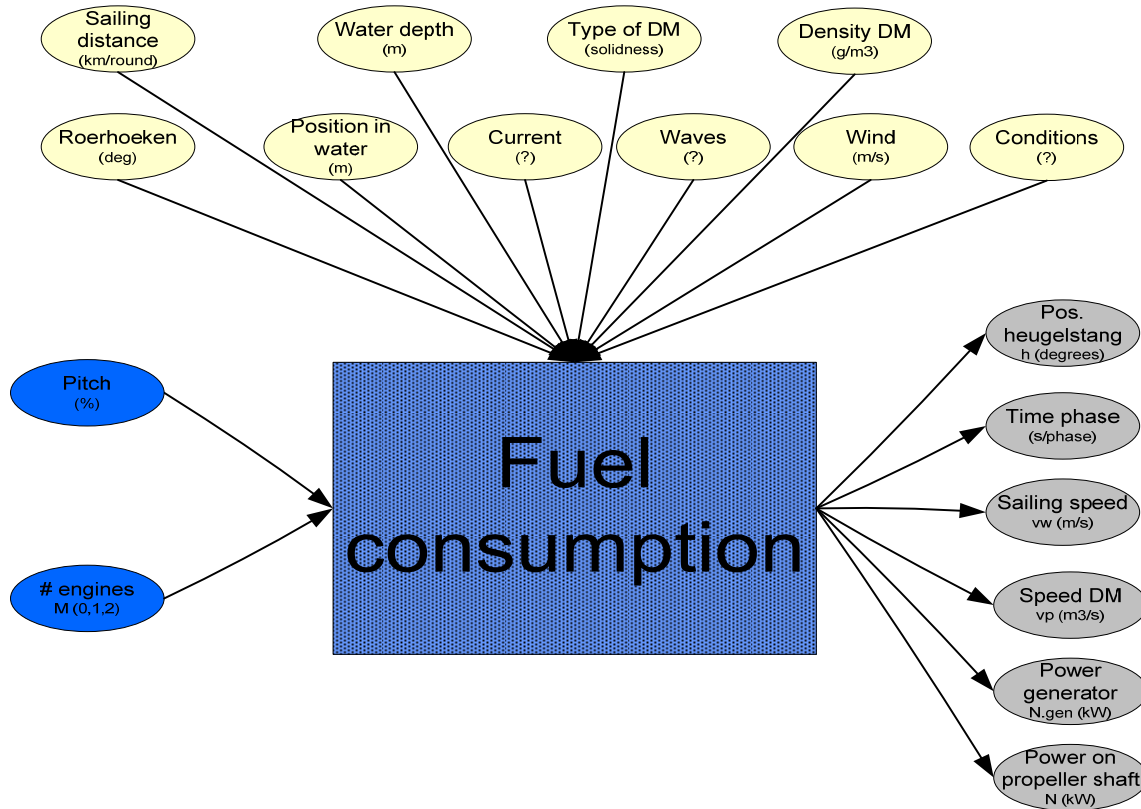 Sailing
distance
(km/round)
Water depth
(m)
Type of DM
(solidness)
Density DM
(g/m3)
Roerhoeken
(deg)
Position in
water
(m)
Current
(?)
Waves
(?)
Wind
(m/s)
Conditions
(?)
Pitch
(%)
# engines
M (0,1,2)
Fuel
consumption
Pos.
heugelstang
h (degrees)
Time phase
(s/phase)
Sailing speed
vw (m/s)
Speed DM
vp (m3/s)
Power
generator
N.gen (kW)
Power on
propeller shaft
N (kW)